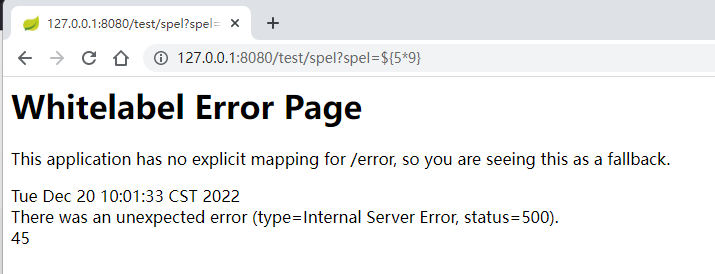 127.0.0.1:8080/test/spel?spel=
127.0.0.1:8080/test/spel?spel=${5*9}
Whitelabel Error Page
This application has no explicit mapping for /error, so you are seeing this as a fallback.
Tue Dec 20 10:01:33 CST 2022
There was an unexpected error (type=Internal Server Error, status=500).
45